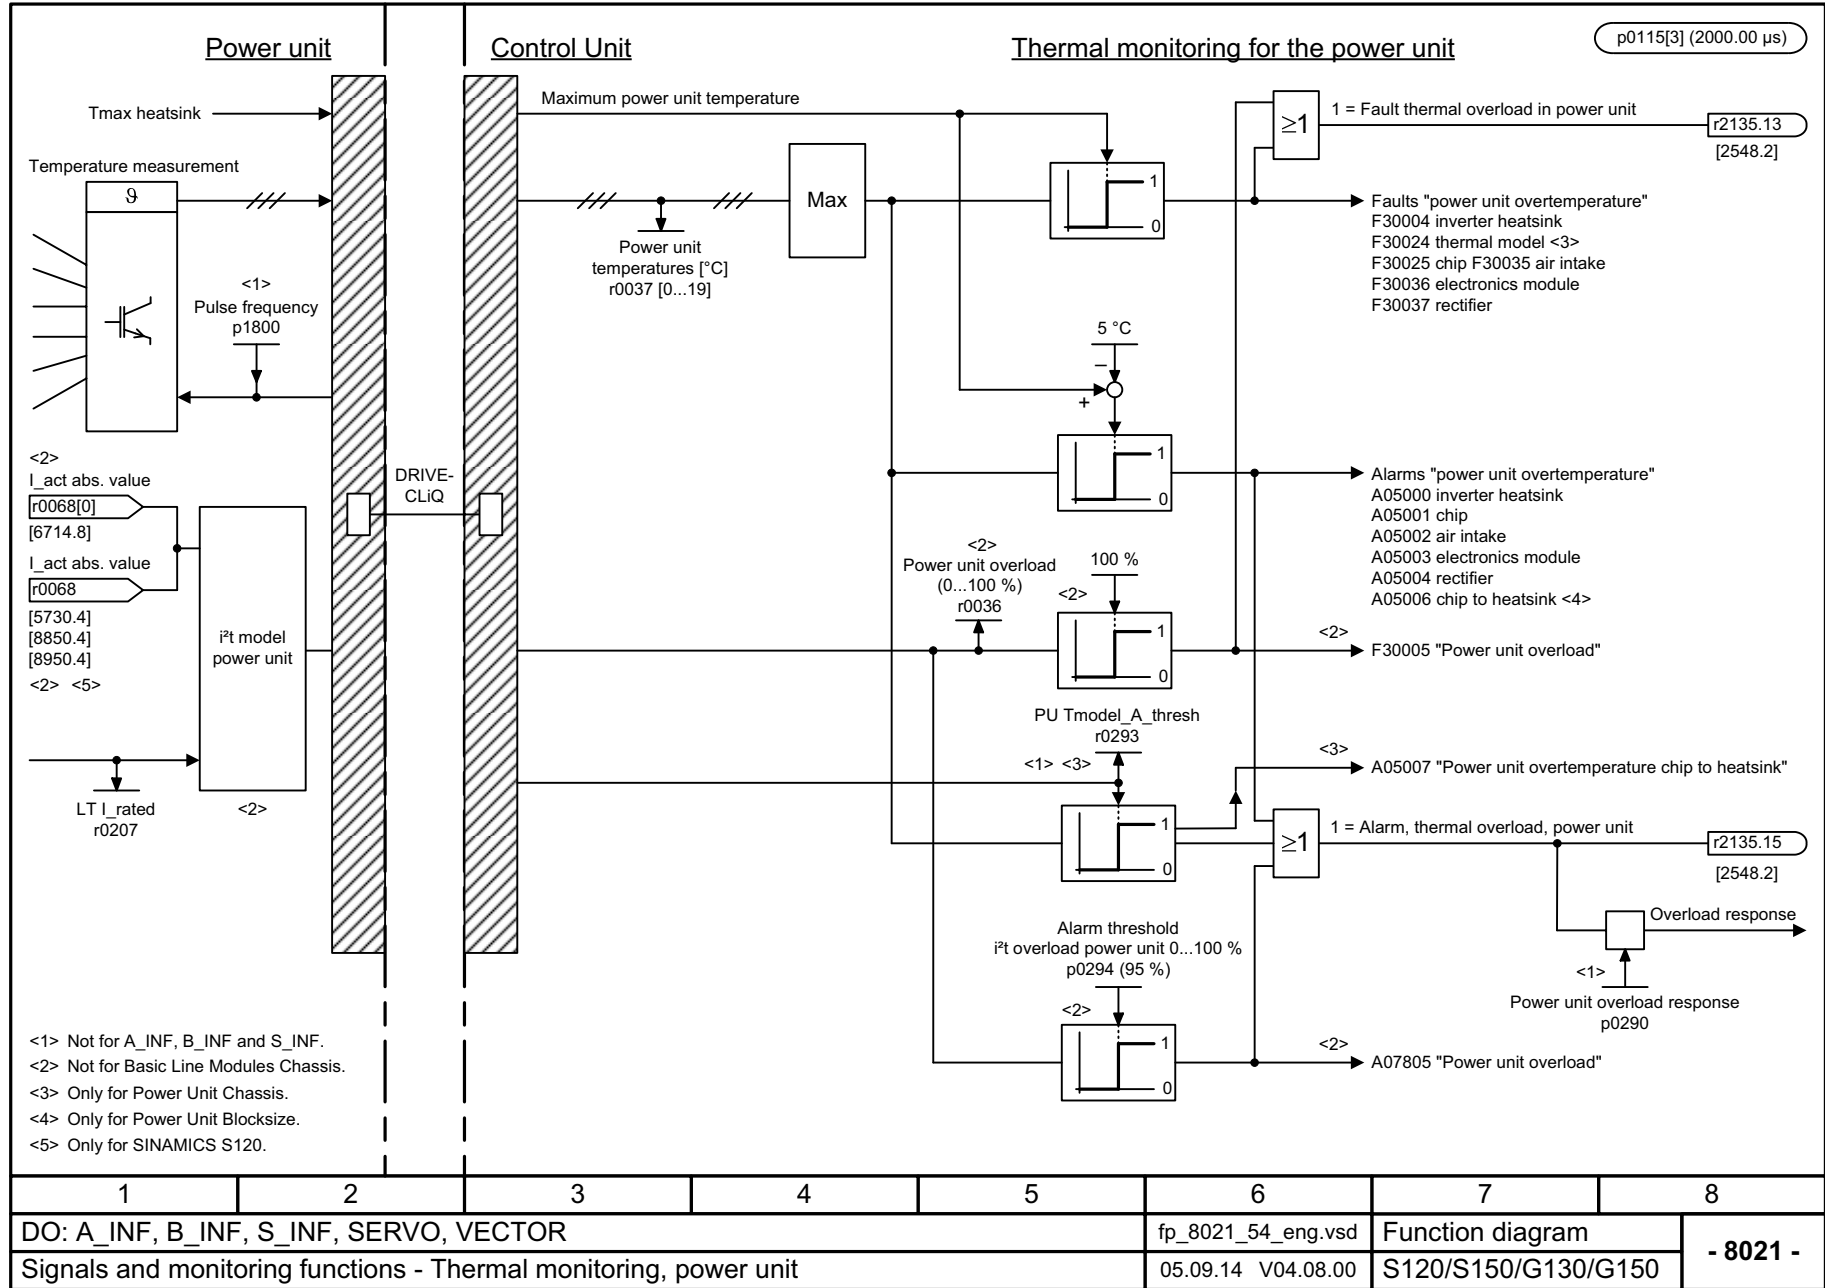 Power unit
Control Unit
Thermal monitoring for the power unit
p0115[3] (2000.00 µs)
Tmax heatsink
Maximum power unit temperature
≥1
1 = Fault thermal overload in power unit
r2135.13
[2548.2]
Temperature measurement
ϑ
Max
1
0
Power unit
temperatures [°C]
r0037 [0...19]
Faults "power unit overtemperature"
F30004 inverter heatsink
F30024 thermal model <3>
F30025 chip F30035 air intake
F30036 electronics module
F30037 rectifier
<1>
Pulse frequency
p1800
5 °C
–
+
1
0
Alarms "power unit overtemperature"
A05000 inverter heatsink
A05001 chip
A05002 air intake
A05003 electronics module
A05004 rectifier
A05006 chip to heatsink <4>
<2>
I_act abs. value
r0068[0]
[6714.8]
I_act abs. value
r0068
[5730.4]
[8850.4]
[8950.4]
<2> <5>
i²t model
power unit
<2>
LT I_rated
r0207
DRIVE-
CLiQ
<2>
Power unit overload
(0...100 %)
r0036
100 %
<2>
1
0
<2>
F30005 "Power unit overload"
PU Tmodel_A_thresh
r0293
<1> <3>
1
0
<3>
A05007 "Power unit overtemperature chip to heatsink"
≥1
1 = Alarm, thermal overload, power unit
r2135.15
[2548.2]
Overload response
<1>
Power unit overload response
p0290
Alarm threshold
i²t overload power unit 0...100 %
p0294 (95 %)
<2>
1
0
<2>
A07805 "Power unit overload"
<1> Not for A_INF, B_INF and S_INF.
<2> Not for Basic Line Modules Chassis.
<3> Only for Power Unit Chassis.
<4> Only for Power Unit Blocksize.
<5> Only for SINAMICS S120.
1 2 3 4 5 6 7 8
DO: A_INF, B_INF, S_INF, SERVO, VECTOR
fp_8021_54_eng.vsd
Function diagram
- 8021 -
Signals and monitoring functions - Thermal monitoring, power unit
05.09.14 V04.08.00
S120/S150/G130/G150